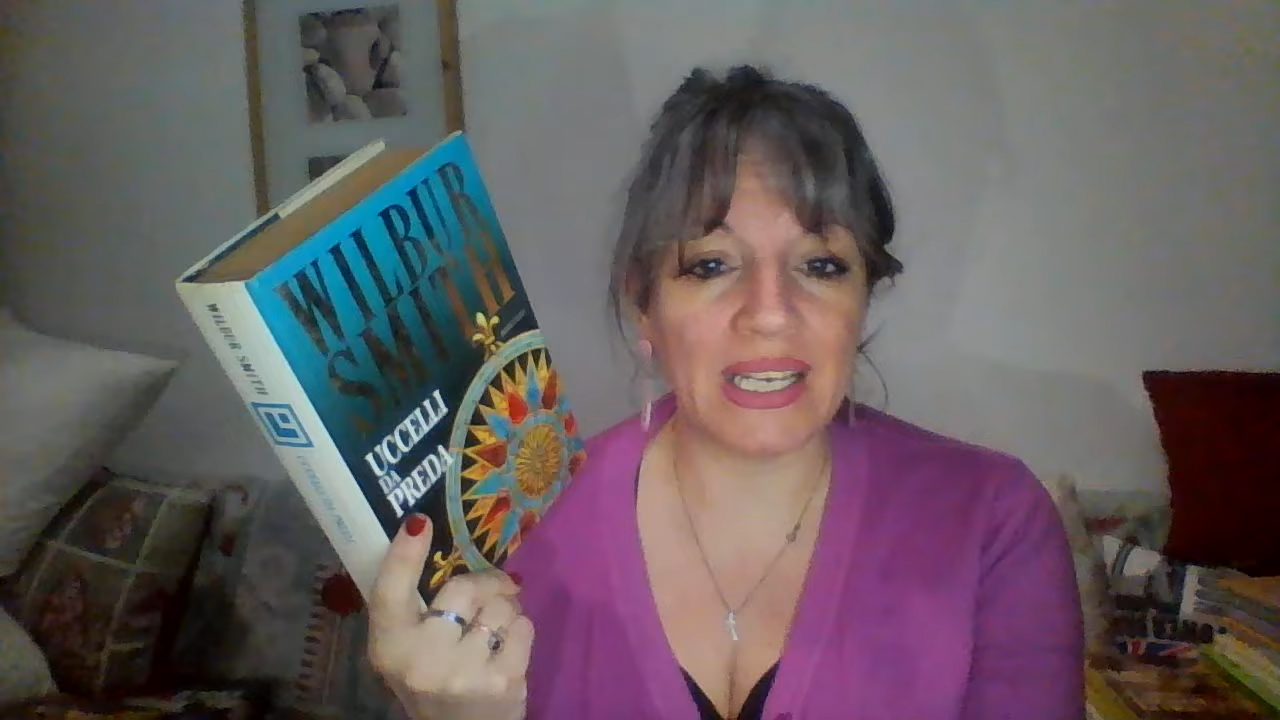 WILBUR
SMITH
UCCELLI
DA
PREDA
WILBUR SMITH